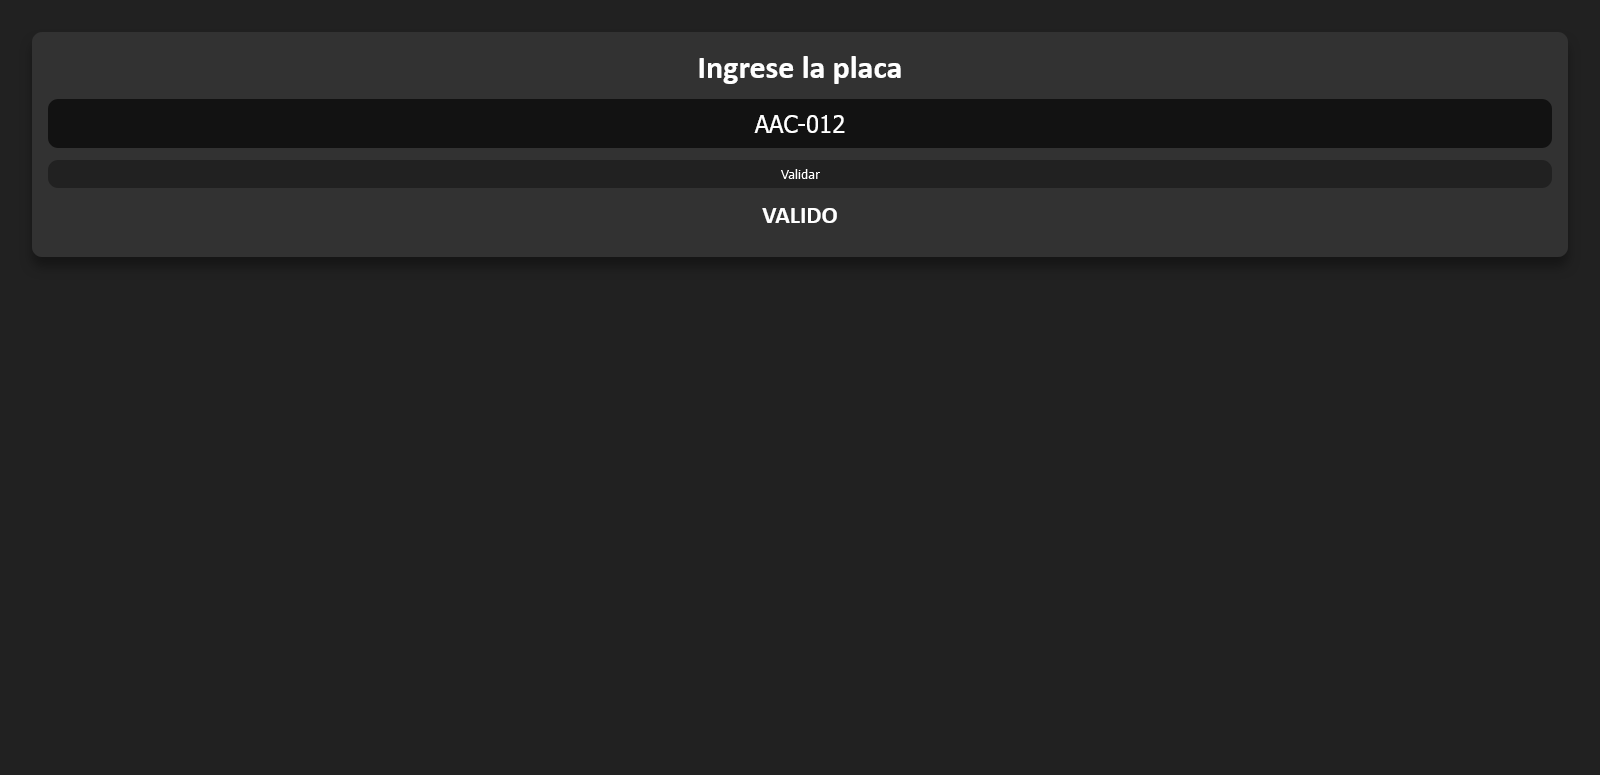 Ingrese la placa
AAC-012
Validar
VALIDO